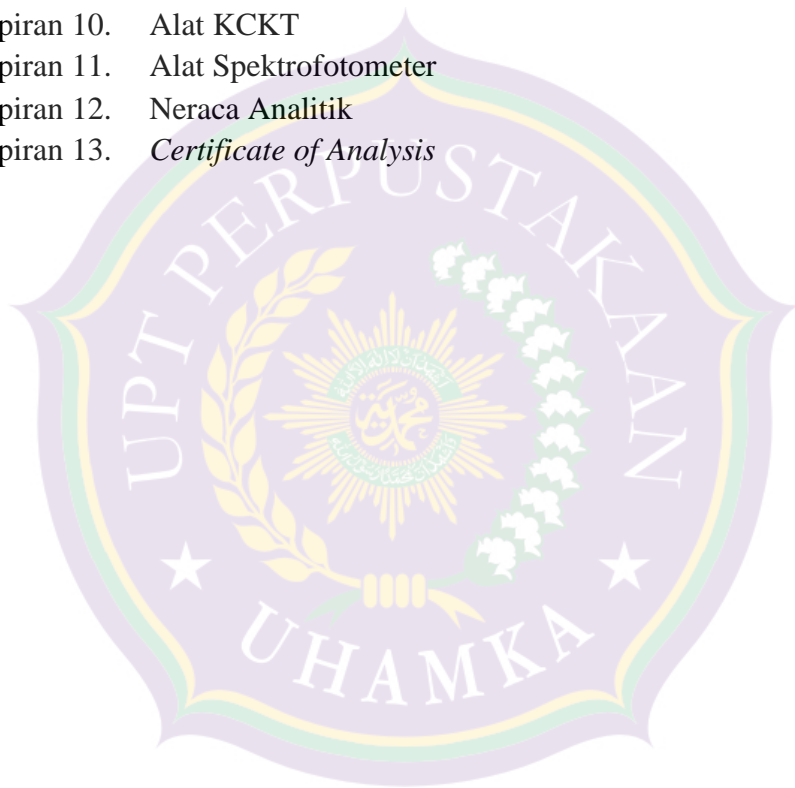 piran 10. Alat KCKT
piran 11. Alat Spektrofotometer
piran 12. Neraca Analitik
piran 13. Certificate of Analysis
UPT PERPUSTAKAAN
محمدية
UHAMKA